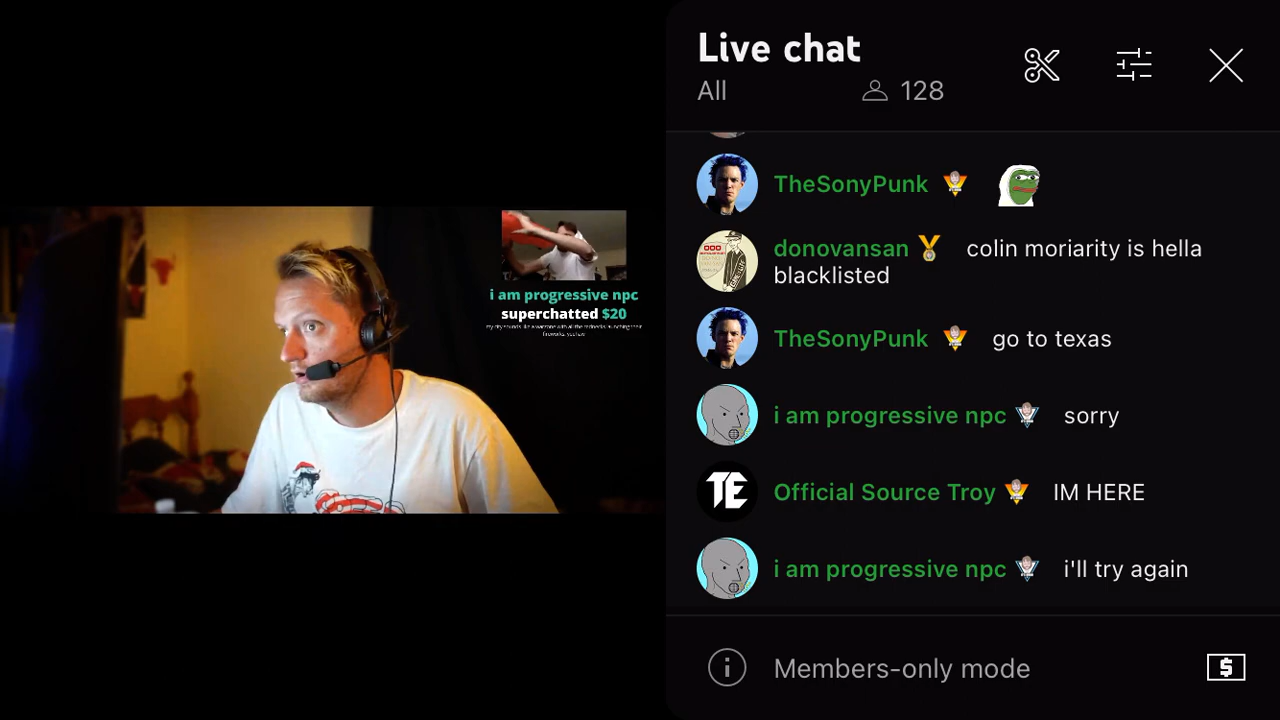 Live chat
All 128
TheSonyPunk
donovansan colin moriarity is hella
blacklisted
TheSonyPunk go to texas
i am progressive npc sorry
TE Official Source Troy IM HERE
i am progressive npc i'll try again
Members-only mode
i am progressive npc
superchatted $20